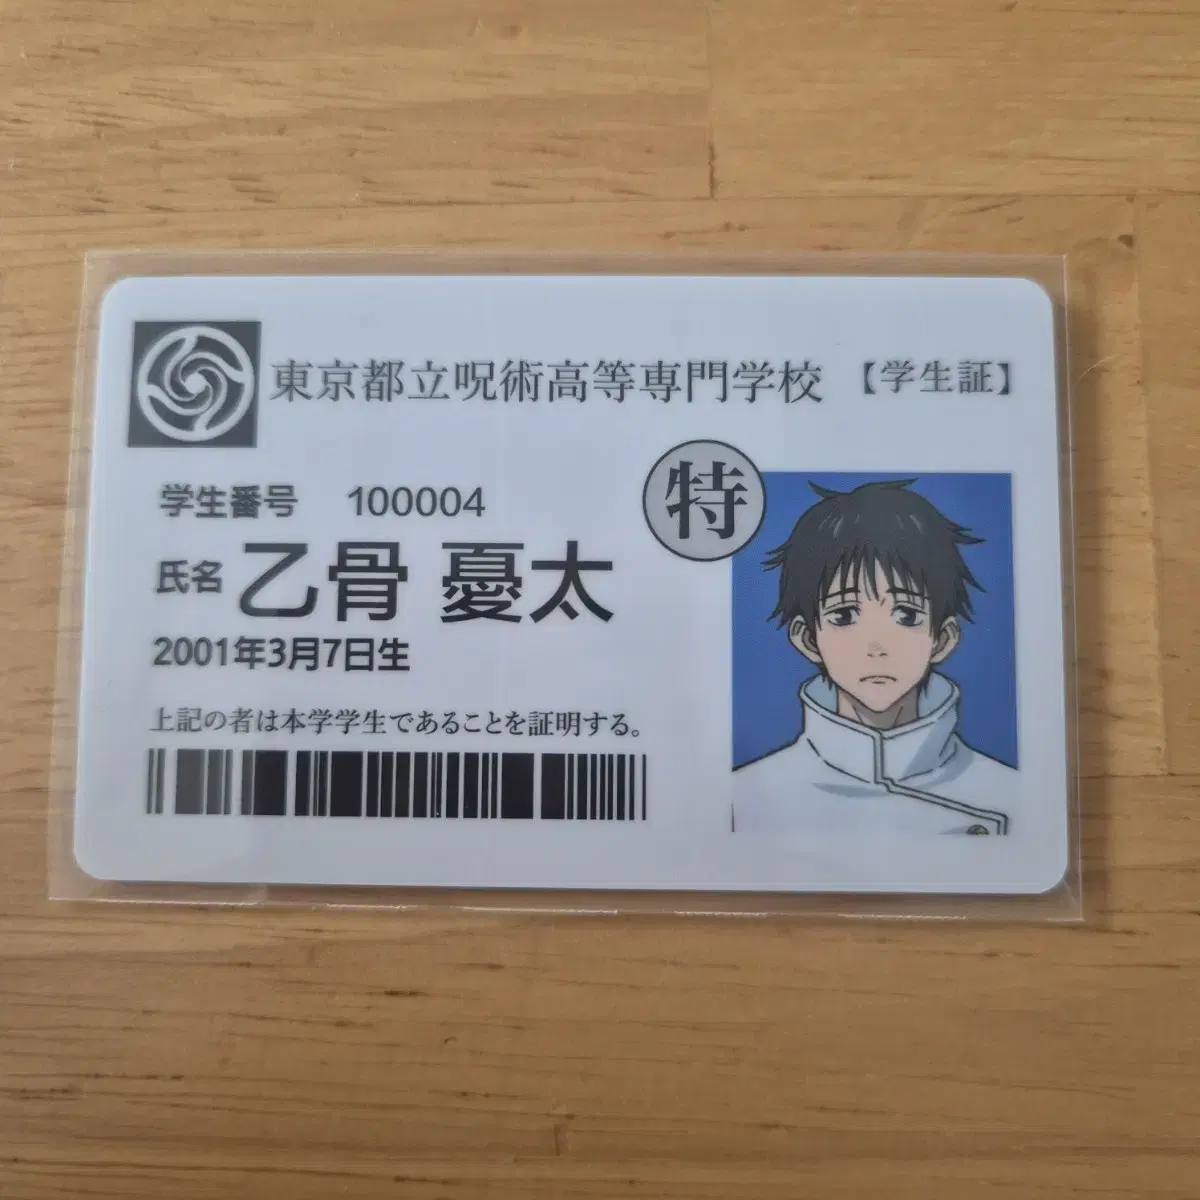 東京都立呪術高等専門学校 【学生証】
特
学生番号 100004
氏名 乙骨 憂太
2001年3月7日生
上記の者は本学学生であることを証明する。